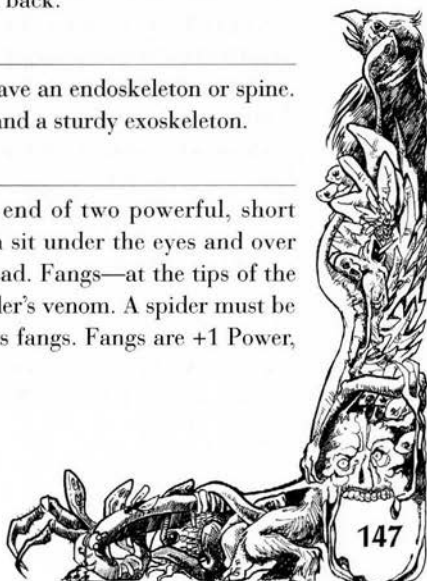 back.
ave an endoskeleton or spine.
and a sturdy exoskeleton.
end of two powerful, short
sit under the eyes and over
ad. Fangs—at the tips of the
der's venom. A spider must be
s fangs. Fangs are +1 Power,
147